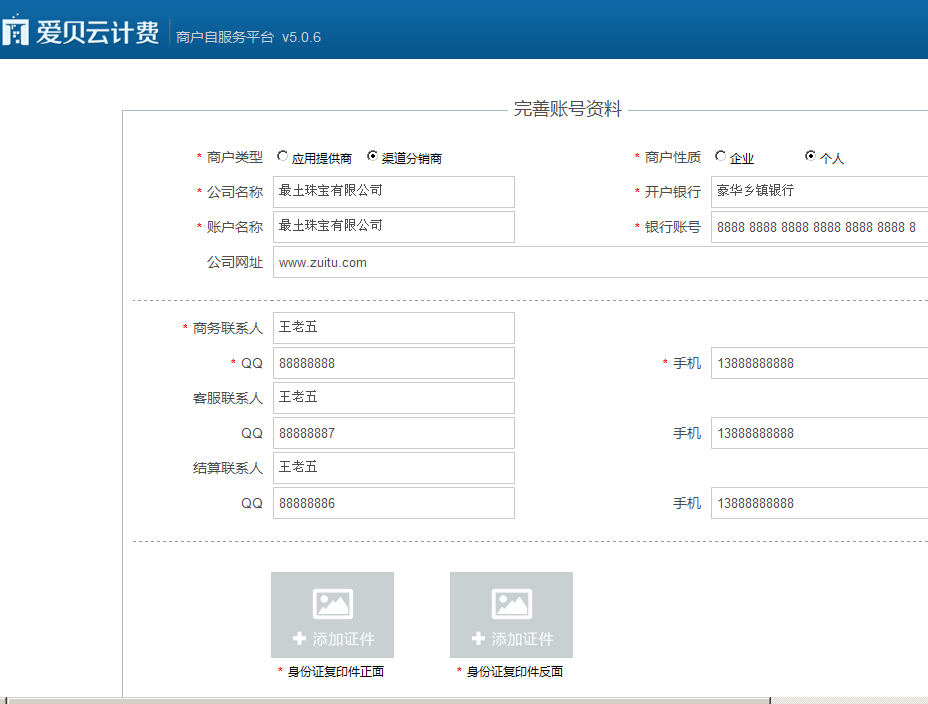 爱贝云计费 商户自服务平台 v5.0.6
完善账号资料
* 商户类型 应用提供商 渠道分销商 * 商户性质 企业 个人
* 公司名称 最土珠宝有限公司 * 开户银行 豪华乡镇银行
* 账户名称 最土珠宝有限公司 * 银行账号 8888 8888 8888 8888 8888 8888 8
公司网址 www.zuitu.com
* 商务联系人 王老五
* QQ 88888888 * 手机 13888888888
客服联系人 王老五
QQ 88888887 手机 13888888888
结算联系人 王老五
QQ 88888886 手机 13888888888
添加证件 添加证件
* 身份证复印件正面 * 身份证复印件反面